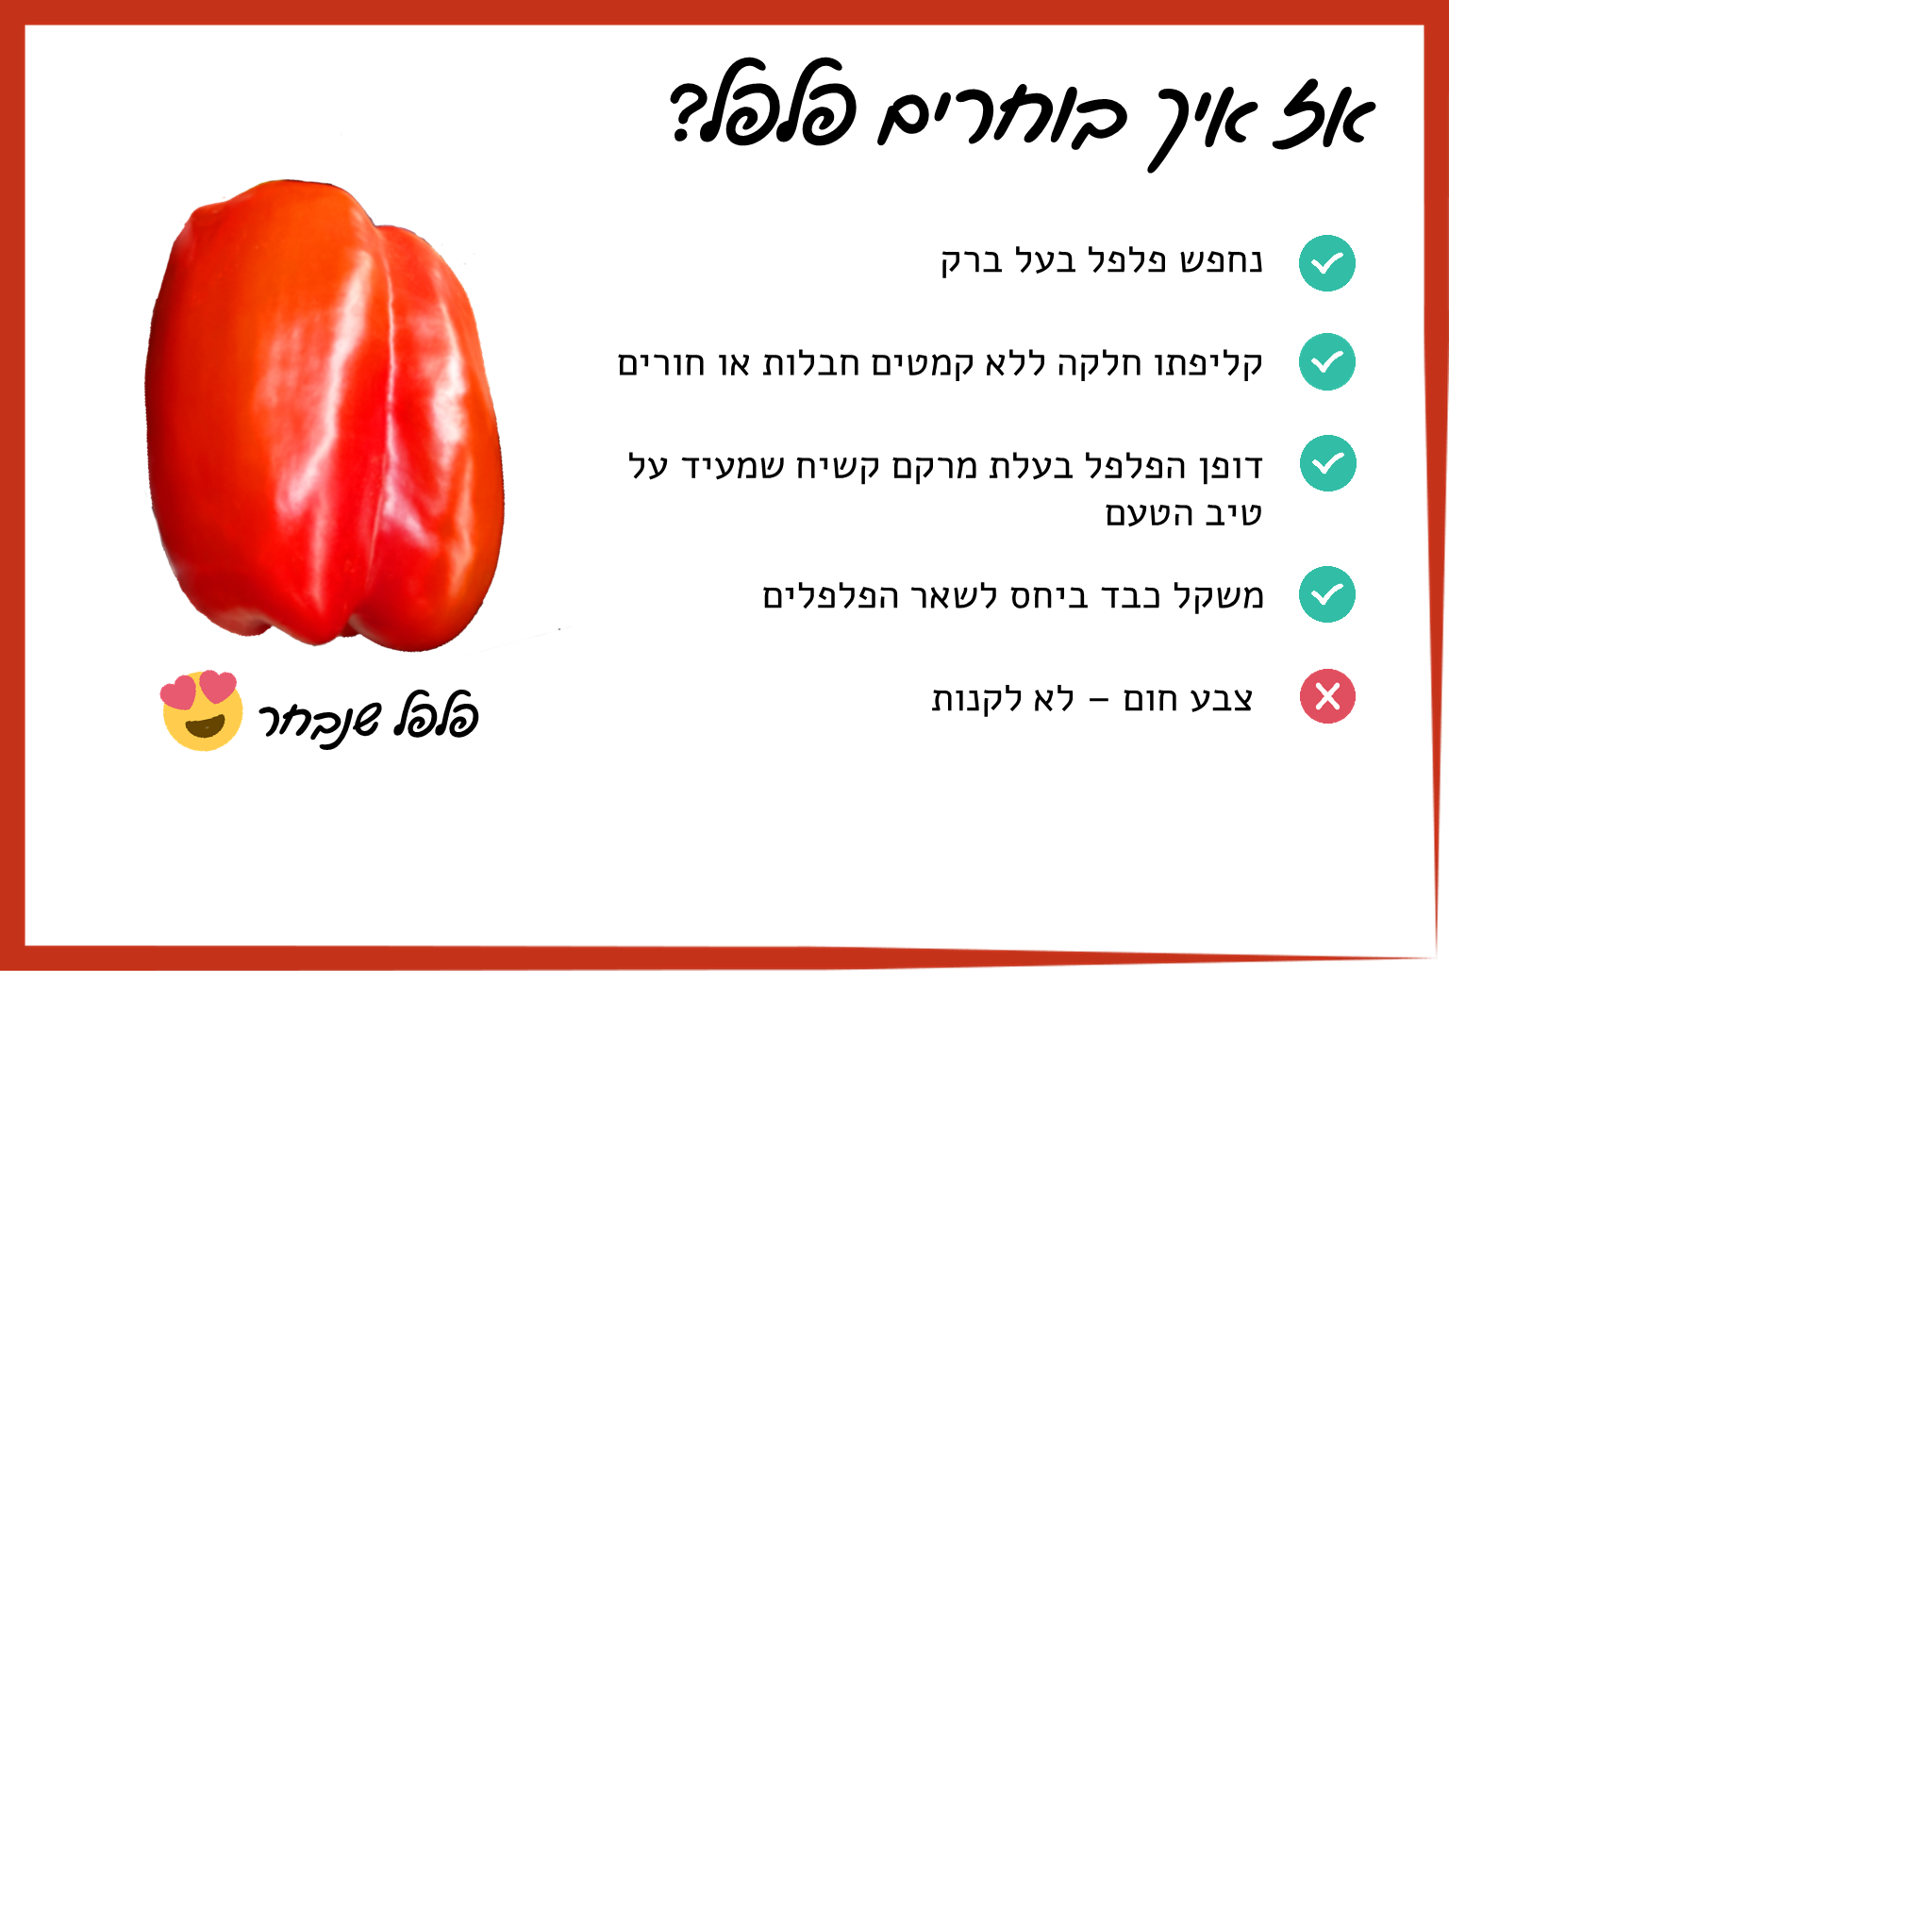 אז איך בוחרים פלפל?
נחפש פלפל בעל ברק
קליפתו חלקה ללא קמטים חבלות או חורים
דופן הפלפל בעלת מרקם קשיח שמעיד על
טיב הטעם
משקל כבד ביחס לשאר הפלפלים
צבע חום – לא לקנות
פלפל שנבחר